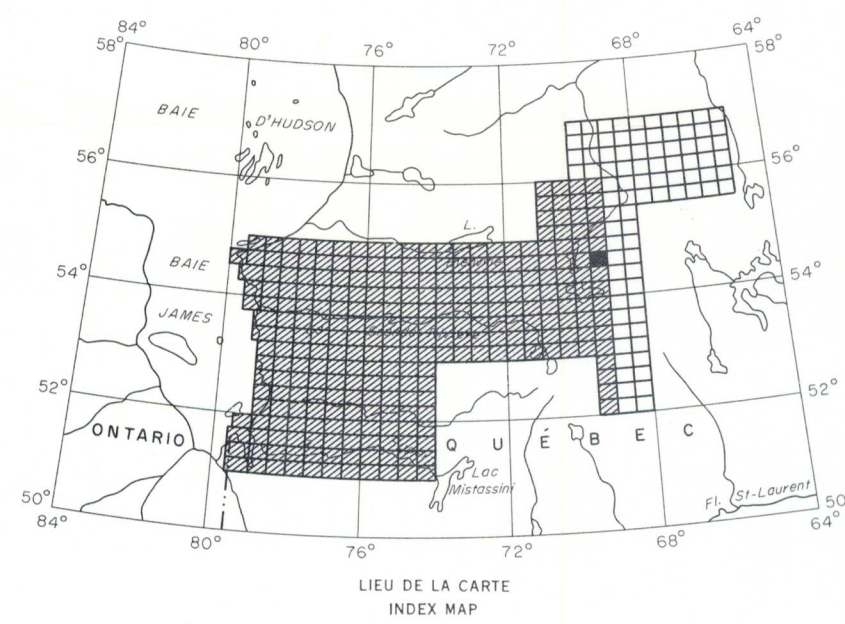 84°
58°
80°
76°
72°
68°
64°
58°
BAIE
D'HUDSON
56°
56°
L.
BAIE
54°
54°
JAMES
52°
52°
ONTARIO
QUÉBEC
Lac
Mistassini
Fl. St-Laurent
50°
84°
80°
76°
72°
68°
50
64°
LIEU DE LA CARTE
INDEX MAP